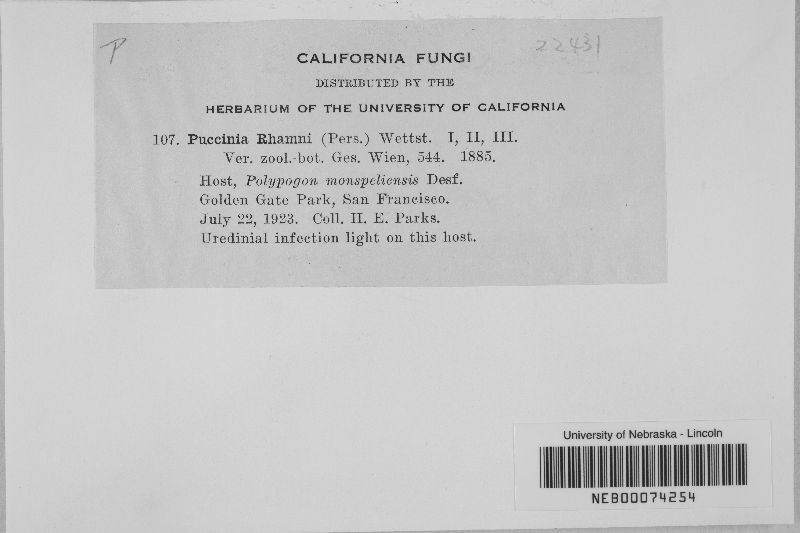 P
22431
CALIFORNIA FUNGI
DISTRIBUTED BY THE
HERBARIUM OF THE UNIVERSITY OF CALIFORNIA
107. Puccinia Rhamni (Pers.) Wettst. I, II, III.
Ver. zool.-bot. Ges. Wien, 544. 1885.
Host, Polypogon monspeliensis Desf.
Golden Gate Park, San Francisco.
July 22, 1923. Coll. H. E. Parks.
Uredinial infection light on this host.
University of Nebraska - Lincoln
NEB00074254